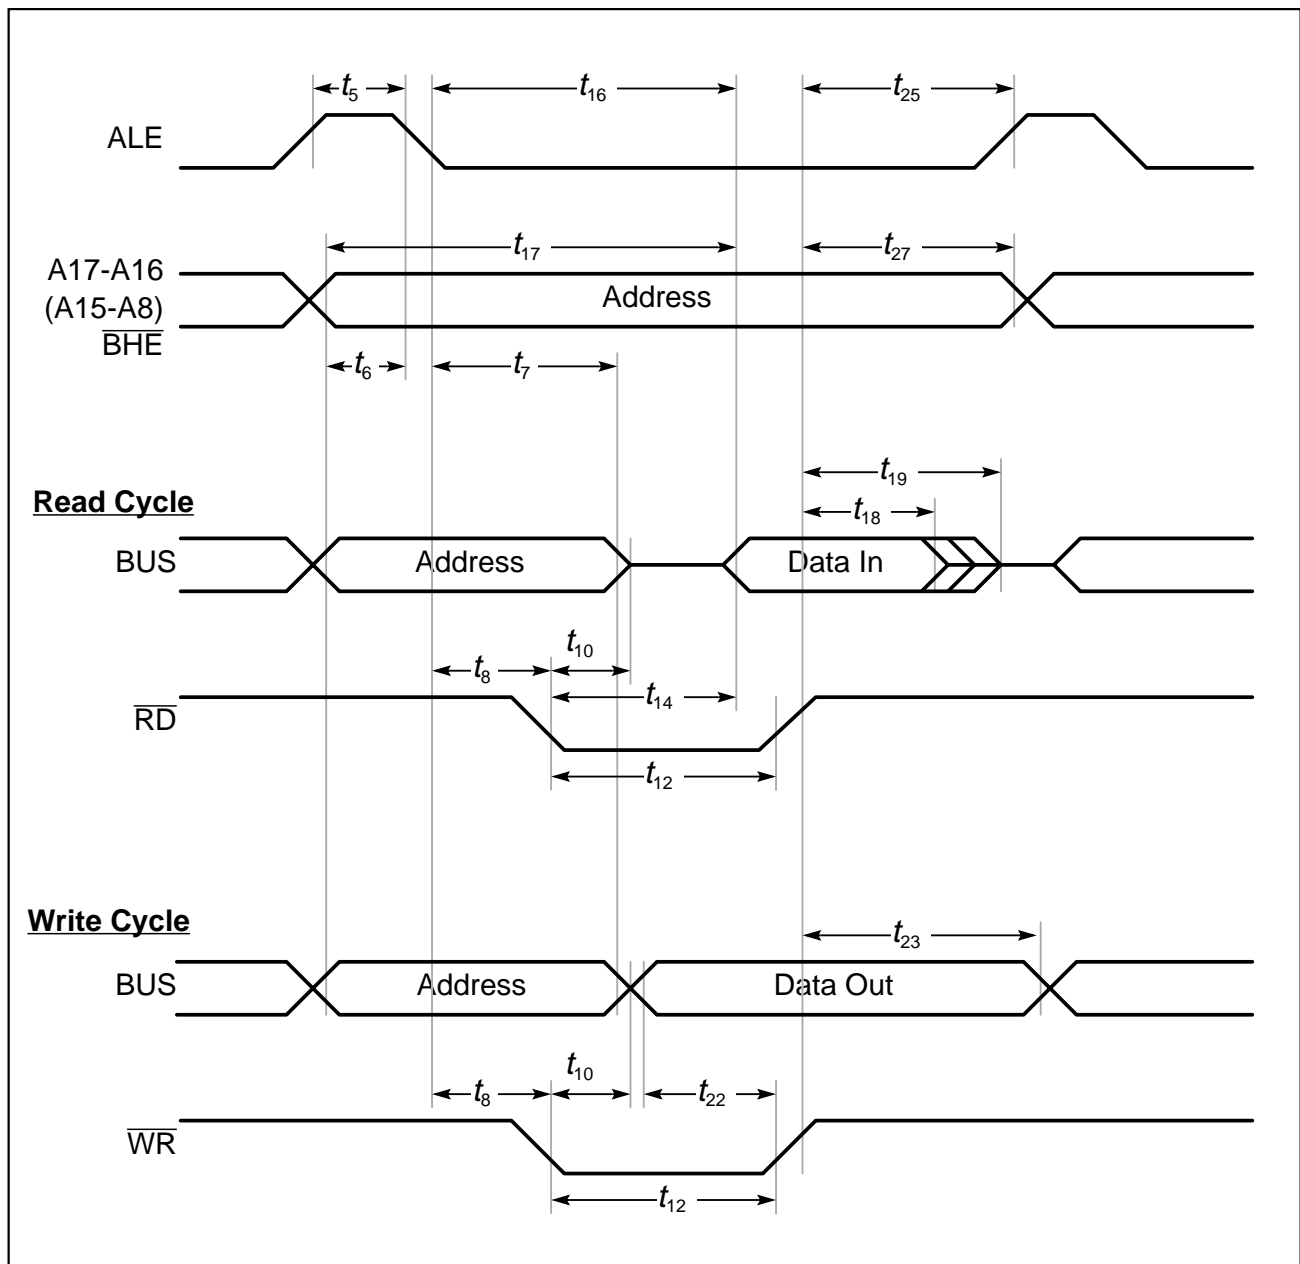 t5
t16
t25
ALE
t17
t27
A17-A16
(A15-A8)
BHE
Address
t6
t7
t19
Read Cycle
t18
BUS
Address
Data In
t10
t8
t14
RD
t12
Write Cycle
t23
BUS
Address
Data Out
t10
t8
t22
WR
t12